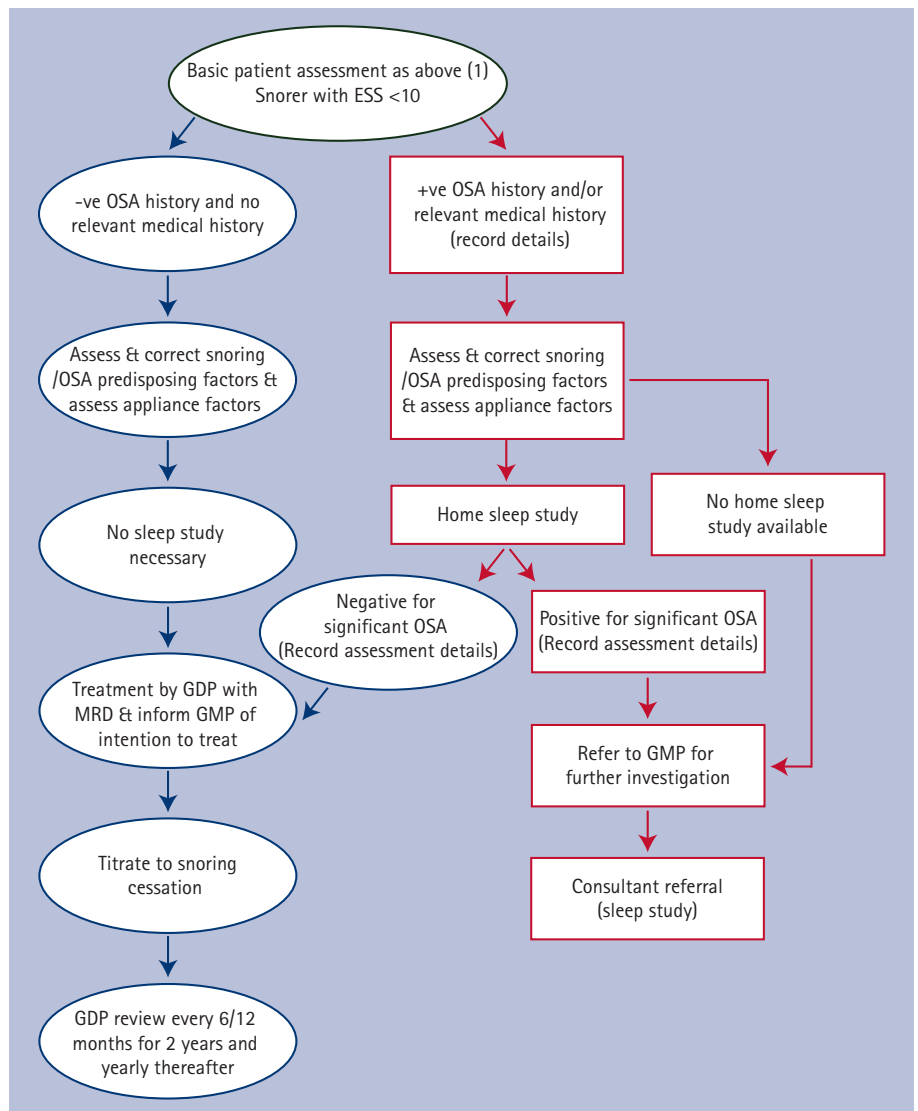 Basic patient assessment as above (1)
Snorer with ESS <10
-ve OSA history and no
relevant medical history
+ve OSA history and/or
relevant medical history
(record details)
Assess & correct snoring
/OSA predisposing factors &
assess appliance factors
Assess & correct snoring
/OSA predisposing factors
& assess appliance factors
No sleep study
necessary
Home sleep study
No home sleep
study available
Negative for
significant OSA
(Record assessment details)
Positive for significant OSA
(Record assessment details)
Treatment by GDP with
MRD & inform GMP of
intention to treat
Refer to GMP for
further investigation
Titrate to snoring
cessation
Consultant referral
(sleep study)
GDP review every 6/12
months for 2 years and
yearly thereafter